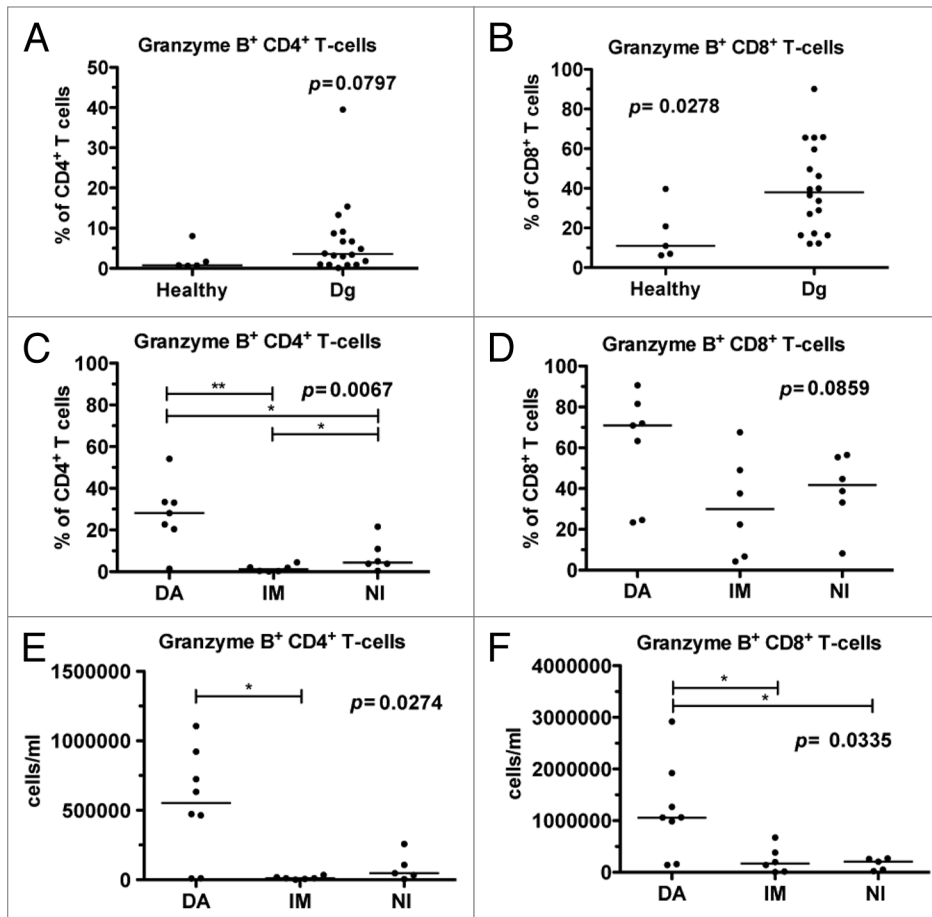 A
Granzyme B⁺ CD4⁺ T-cells
p=0.0797
% of CD4⁺ T cells
50
40
30
20
10
0
Healthy
Dg
B
Granzyme B⁺ CD8⁺ T-cells
p= 0.0278
% of CD8⁺ T cells
100
80
60
40
20
0
Healthy
Dg
C
Granzyme B⁺ CD4⁺ T-cells
p=0.0067
**
*
*
% of CD4⁺ T cells
100
80
60
40
20
0
DA
IM
NI
D
Granzyme B⁺ CD8⁺ T-cells
p=0.0859
% of CD8⁺ T cells
100
80
60
40
20
0
DA
IM
NI
E
Granzyme B⁺ CD4⁺ T-cells
*
p=0.0274
cells/ml
1500000
1000000
500000
0
DA
IM
NI
F
Granzyme B⁺ CD8⁺ T-cells
*
*
p= 0.0335
cells/ml
4000000
3000000
2000000
1000000
0
DA
IM
NI